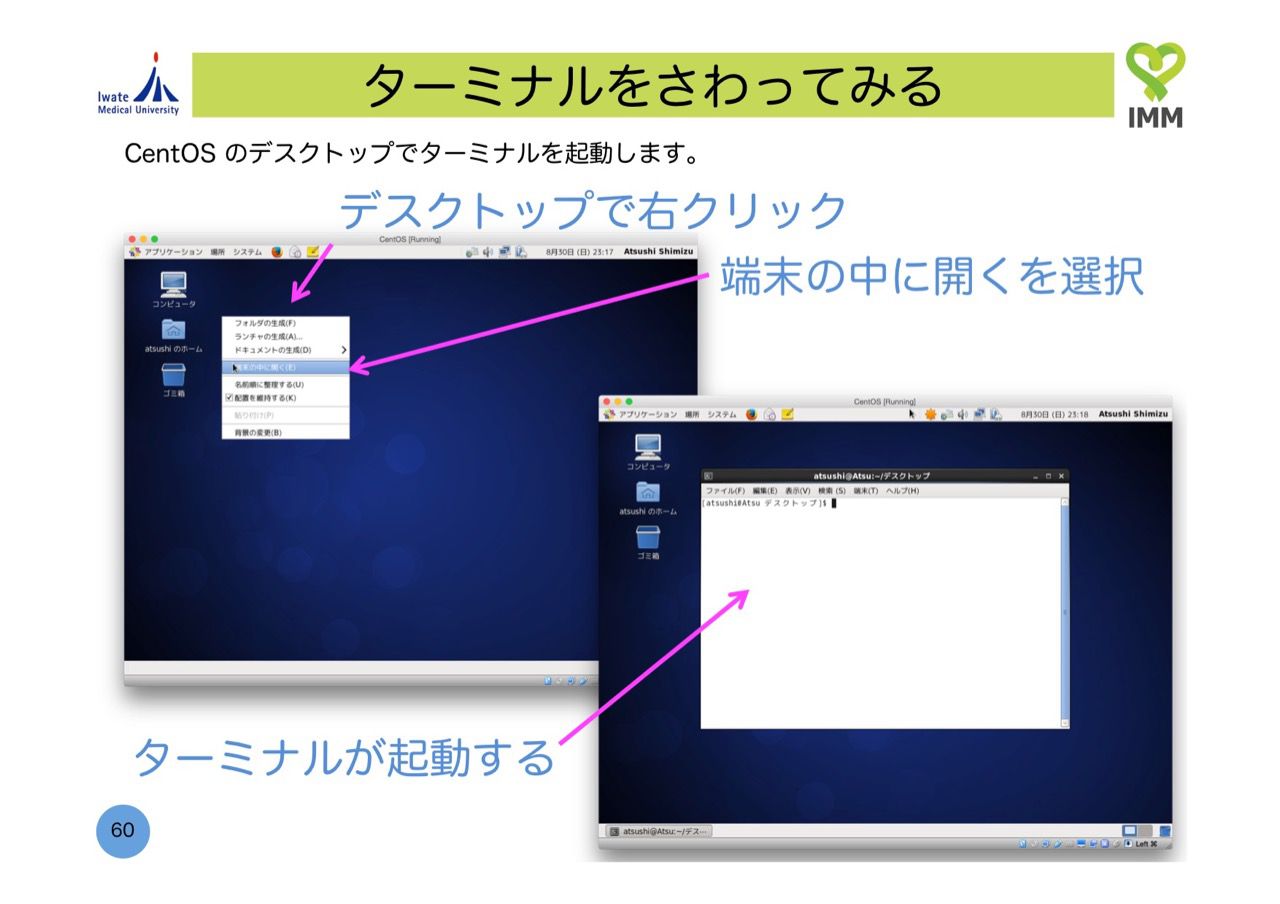 Iwate
Medical University
ターミナルをさわってみる
IMM
CentOS のデスクトップでターミナルを起動します。
デスクトップで右クリック
CentOS [Running]
アプリケーション 場所 システム 8月30日 (日) 23:17 Atsushi Shimizu
端末の中に開くを選択
コンピュータ
atsushi のホーム
ゴミ箱
フォルダの生成(F)
ランチャの生成(A)...
ドキュメントの生成(D)
端末の中に開く(E)
名前順に整理する(U)
配置を維持する(K)
貼り付け(P)
背景の変更(B)
CentOS [Running]
アプリケーション 場所 システム 8月30日 (日) 23:18 Atsushi Shimizu
コンピュータ
atsushi のホーム
ゴミ箱
atsushi@Atsu:~/デスクトップ
ファイル(F) 編集(E) 表示(V) 検索 (S) 端末(T) ヘルプ(H)
[atsushi@Atsu デスクトップ]$
ターミナルが起動する
atsushi@Atsu:~/デス…
Left ⌘
60